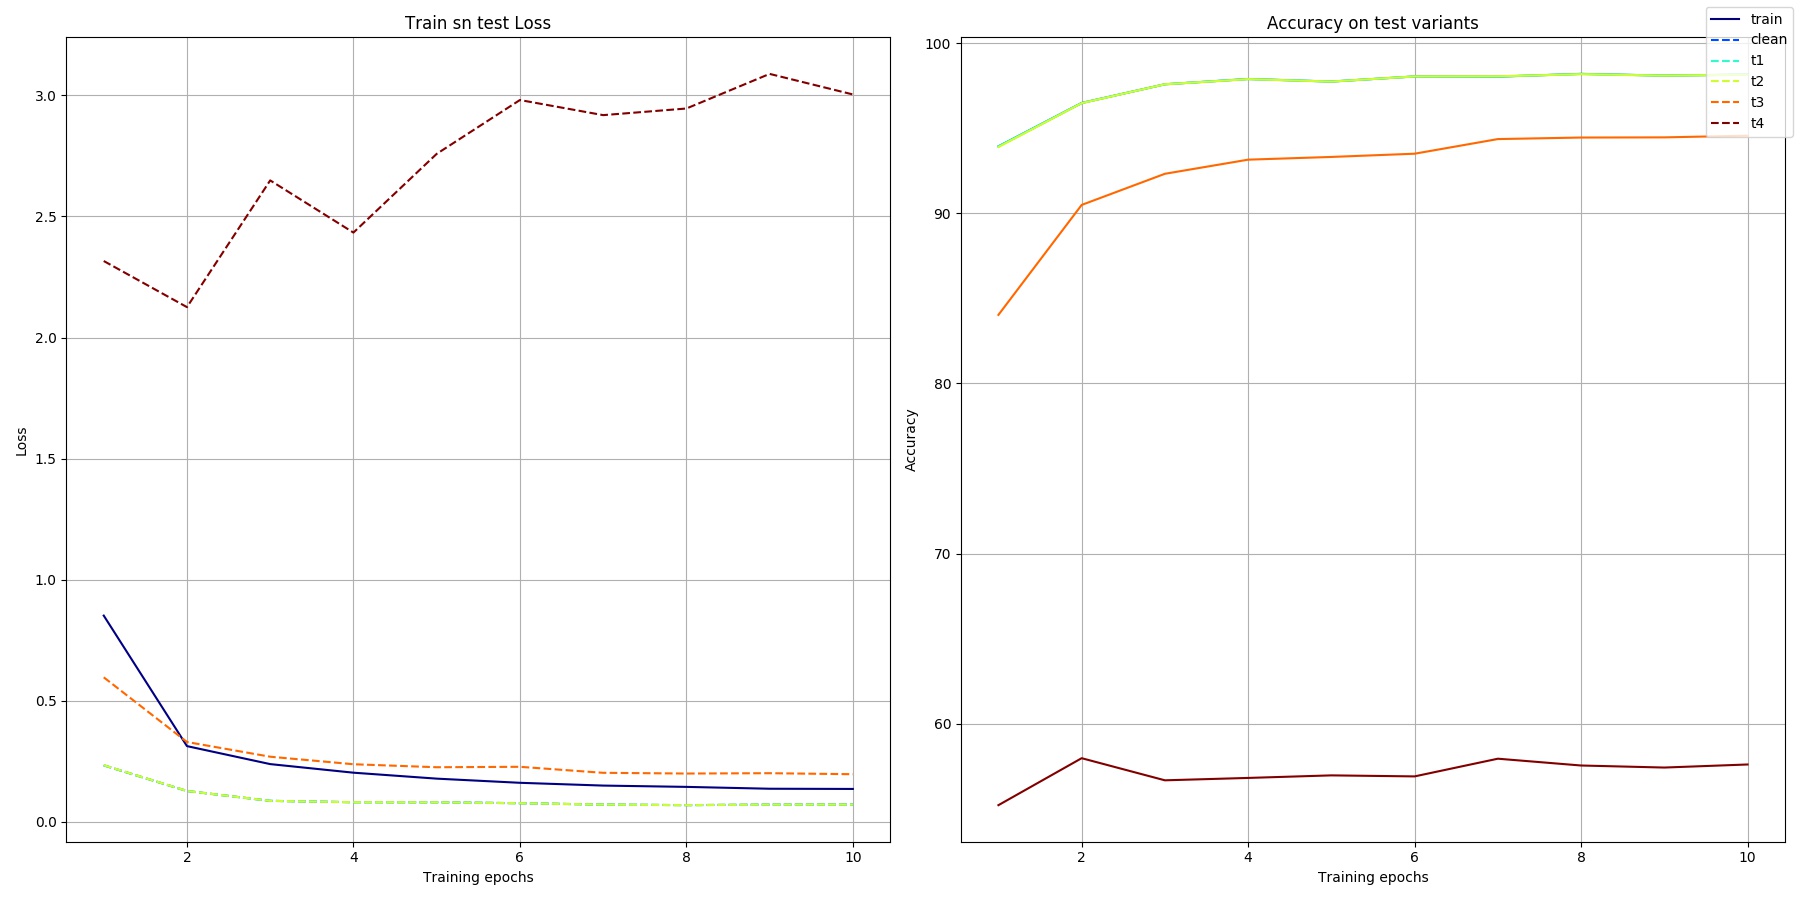 Train sn test Loss
3.0
2.5
2.0
1.5
1.0
0.5
0.0
Loss
2 4 6 8 10
Training epochs
Accuracy on test variants
100
90
80
70
60
Accuracy
2 4 6 8 10
Training epochs
train
clean
t1
t2
t3
t4